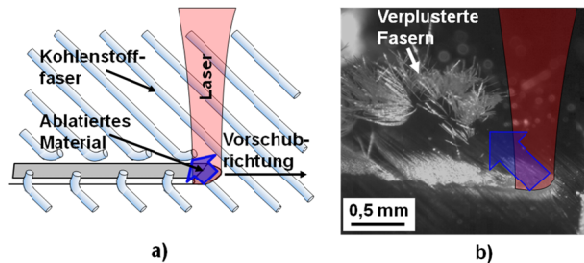 Kohlenstoff-
faser
Laser
Ablatiertes
Material
Vorschub-
richtung
a)
Verplusterte
Fasern
0,5 mm
b)